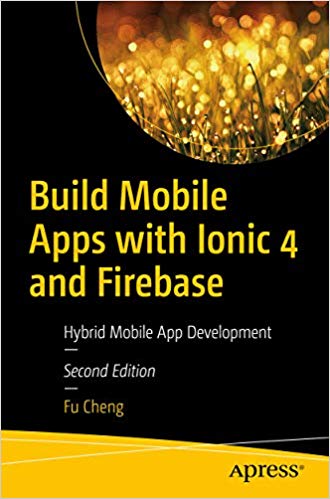 Build Mobile
Apps with Ionic 4
and Firebase
Hybrid Mobile App Development
Second Edition
Fu Cheng
Apress®